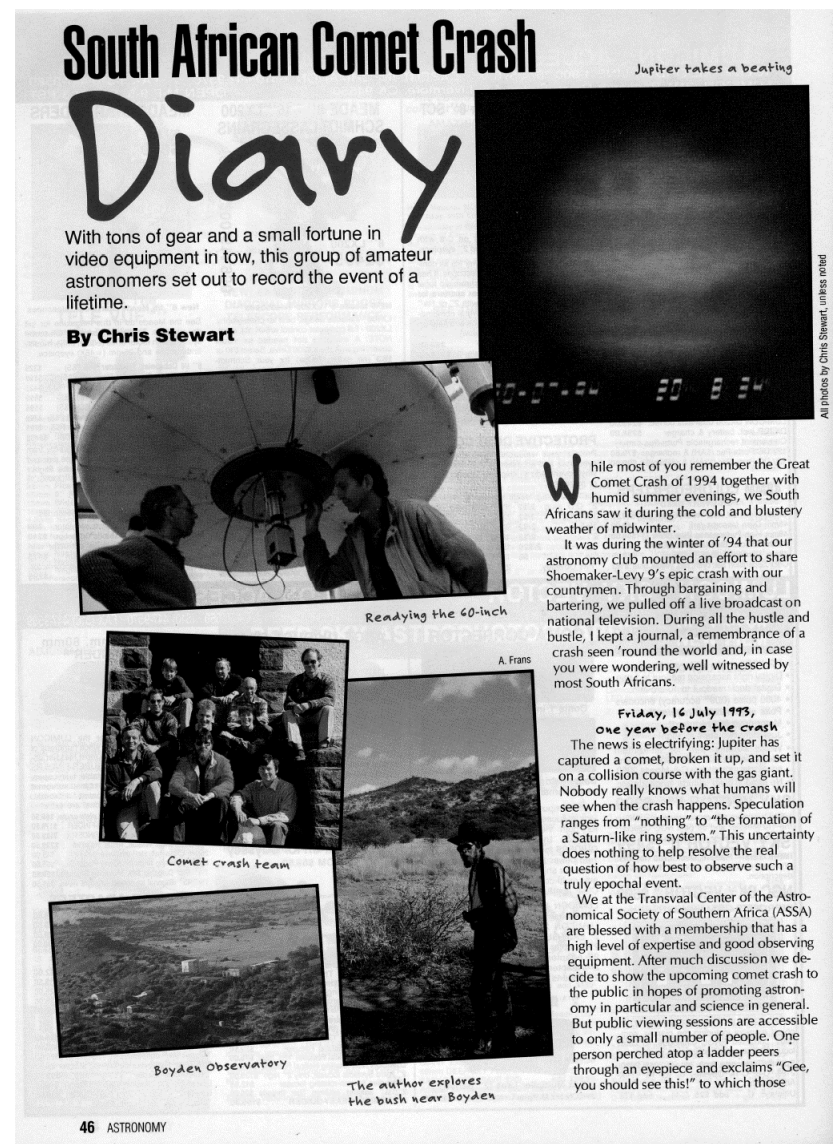 South African Comet Crash
Diary
Jupiter takes a beating
With tons of gear and a small fortune in
video equipment in tow, this group of amateur
astronomers set out to record the event of a
lifetime.
By Chris Stewart
All photos by Chris Stewart, unless noted
Readying the 60-inch
A. Frans
Comet crash team
Boyden Observatory
The author explores
the bush near Boyden
While most of you remember the Great
Comet Crash of 1994 together with
humid summer evenings, we South
Africans saw it during the cold and blustery
weather of midwinter.
It was during the winter of '94 that our
astronomy club mounted an effort to share
Shoemaker-Levy 9's epic crash with our
countrymen. Through bargaining and
bartering, we pulled off a live broadcast on
national television. During all the hustle and
bustle, I kept a journal, a remembrance of a
crash seen 'round the world and, in case
you were wondering, well witnessed by
most South Africans.
Friday, 16 July 1993,
one year before the crash
The news is electrifying: Jupiter has
captured a comet, broken it up, and set it
on a collision course with the gas giant.
Nobody really knows what humans will
see when the crash happens. Speculation
ranges from “nothing” to “the formation of
a Saturn-like ring system.” This uncertainty
does nothing to help resolve the real
question of how best to observe such a
truly epochal event.
We at the Transvaal Center of the Astro-
nomical Society of Southern Africa (ASSA)
are blessed with a membership that has a
high level of expertise and good observing
equipment. After much discussion we de-
cide to show the upcoming comet crash to
the public in hopes of promoting astron-
omy in particular and science in general.
But public viewing sessions are accessible
to only a small number of people. One
person perched atop a ladder peers
through an eyepiece and exclaims “Gee,
you should see this!” to which those
46 ASTRONOMY